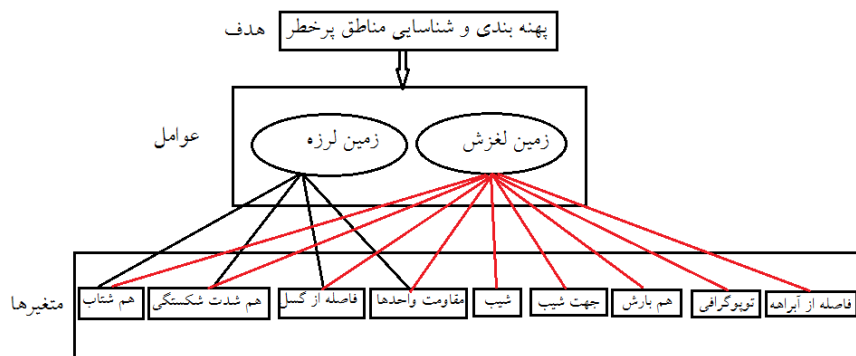 هدف
پهنه بندی و شناسایی مناطق پرخطر
عوامل
زمین لغزش
زمین لرزه
متغیرها
فاصله از آبراهه
توپوگرافی
هم بارش
جهت شیب
شیب
مقاومت واحدها
فاصله از گسل
هم شدت شکستگی
هم شتاب